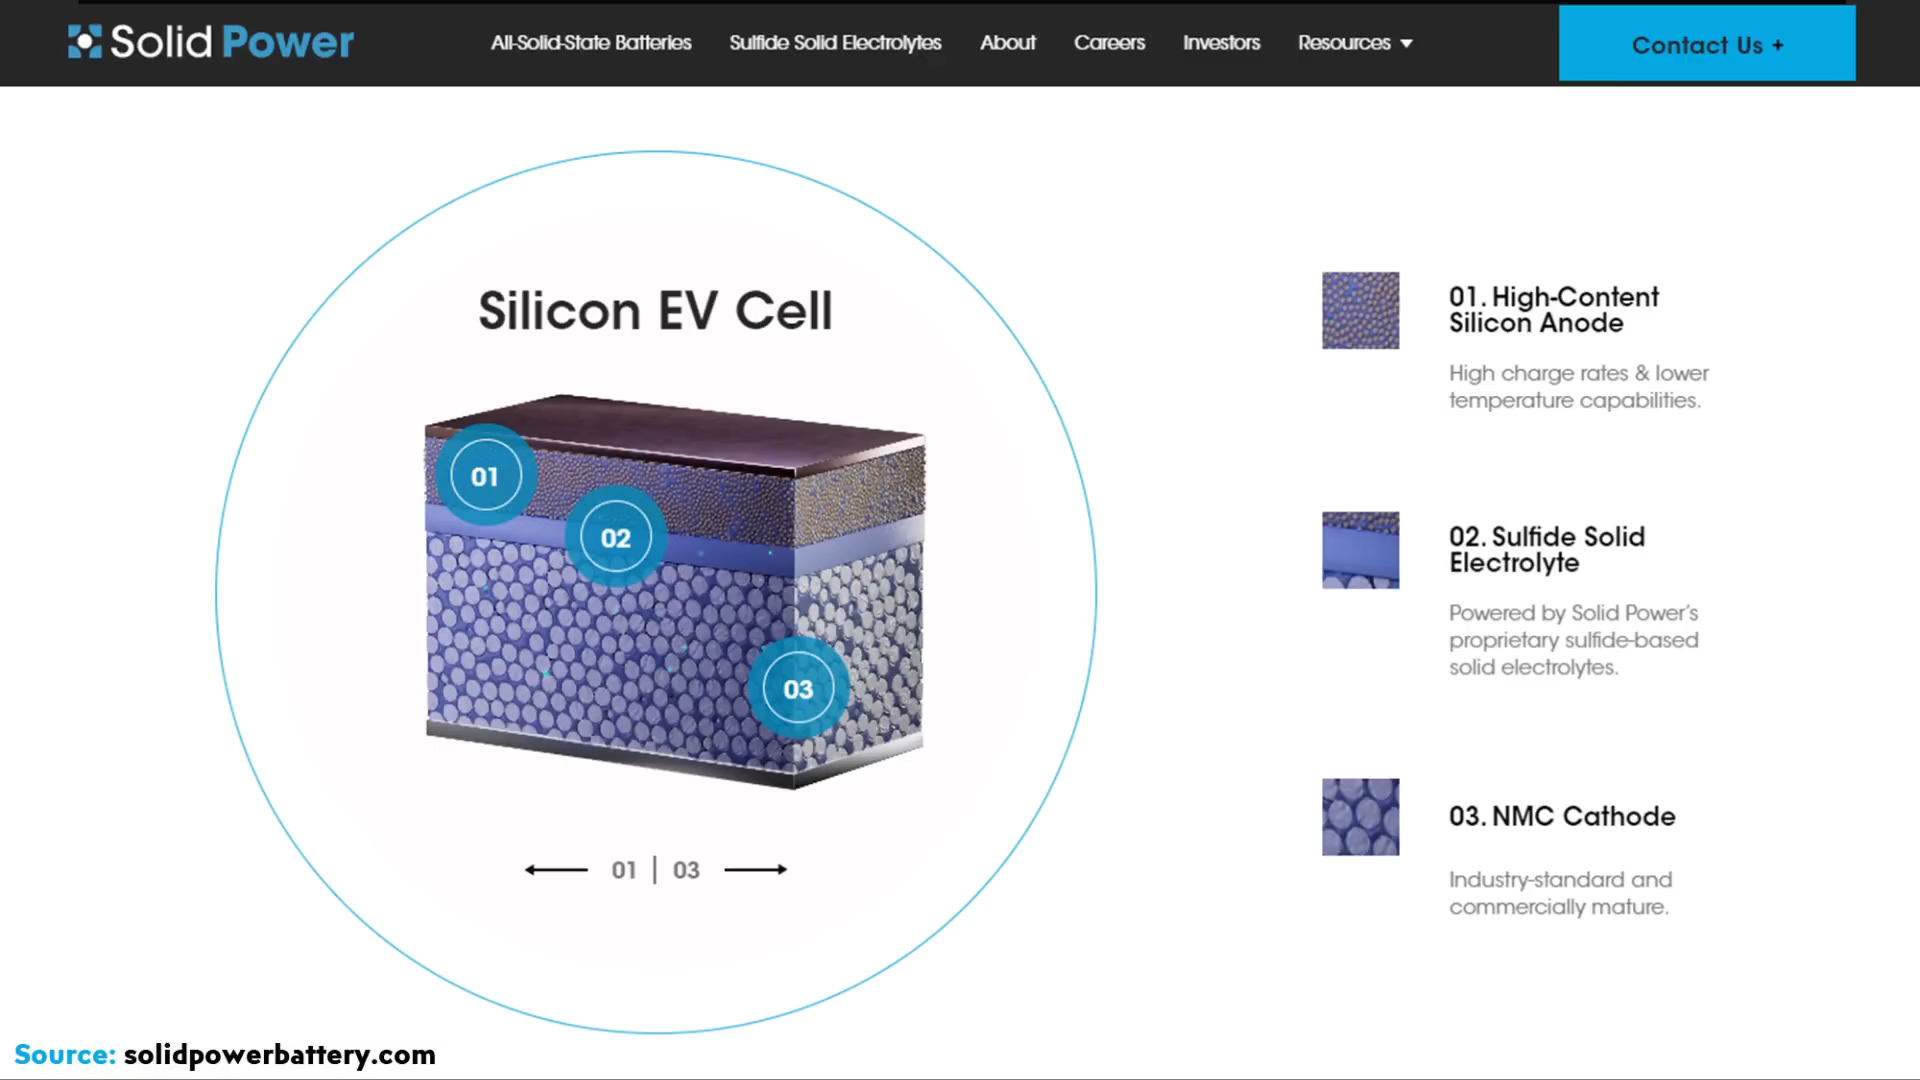 Solid Power
All-Solid-State Batteries
Sulfide Solid Electrolytes
About
Careers
Investors
Resources
Contact Us +
Silicon EV Cell
01
02
03
01 | 03
01. High-Content
Silicon Anode
High charge rates & lower
temperature capabilities.
02. Sulfide Solid
Electrolyte
Powered by Solid Power's
proprietary sulfide-based
solid electrolytes.
03. NMC Cathode
Industry-standard and
commercially mature.
Source: solidpowerbattery.com